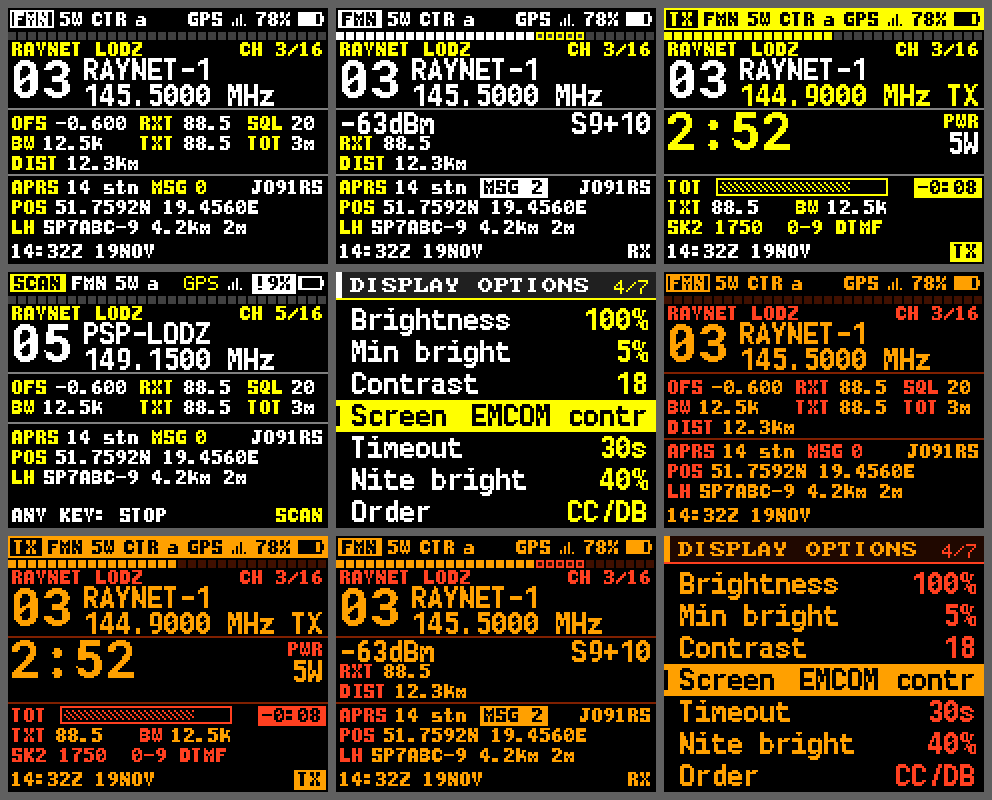 FMN 5W CTR a GPS 78%
RAYNET LODZ CH 3/16
03 RAYNET-1
145.5000 MHz
OFS -0.600 RXT 88.5 SQL 20
BW 12.5k TXT 88.5 TOT 3m
DIST 12.3km
APRS 14 stn MSG 0 JO91RS
POS 51.7592N 19.4560E
LH SP7ABC-9 4.2km 2m
14:32Z 19NOV
FMN 5W CTR a GPS 78%
RAYNET LODZ CH 3/16
03 RAYNET-1
145.5000 MHz
-63dBm S9+10
RXT 88.5
DIST 12.3km
APRS 14 stn MSG 2 JO91RS
POS 51.7592N 19.4560E
LH SP7ABC-9 4.2km 2m
14:32Z 19NOV RX
TX FMN 5W CTR a GPS 78%
RAYNET LODZ CH 3/16
03 RAYNET-1
144.9000 MHz TX
2:52 PWR
5W
TOT -0:08
TXT 88.5 BW 12.5k
SK2 1750 0-9 DTMF
14:32Z 19NOV TX
SCAN FMN 5W a GPS !9%
RAYNET LODZ CH 5/16
05 PSP-LODZ
149.1500 MHz
OFS -0.600 RXT 88.5 SQL 20
BW 12.5k TXT 88.5 TOT 3m
APRS 14 stn MSG 0 JO91RS
POS 51.7592N 19.4560E
LH SP7ABC-9 4.2km 2m
ANY KEY: STOP SCAN
DISPLAY OPTIONS 4/7
Brightness 100%
Min bright 5%
Contrast 18
Screen EMCOM contr
Timeout 30s
Nite bright 40%
Order CC/DB
FMN 5W CTR a GPS 78%
RAYNET LODZ CH 3/16
03 RAYNET-1
145.5000 MHz
OFS -0.600 RXT 88.5 SQL 20
BW 12.5k TXT 88.5 TOT 3m
DIST 12.3km
APRS 14 stn MSG 0 JO91RS
POS 51.7592N 19.4560E
LH SP7ABC-9 4.2km 2m
14:32Z 19NOV
TX FMN 5W CTR a GPS 78%
RAYNET LODZ CH 3/16
03 RAYNET-1
144.9000 MHz TX
2:52 PWR
5W
TOT -0:08
TXT 88.5 BW 12.5k
SK2 1750 0-9 DTMF
14:32Z 19NOV TX
FMN 5W CTR a GPS 78%
RAYNET LODZ CH 3/16
03 RAYNET-1
145.5000 MHz
-63dBm S9+10
RXT 88.5
DIST 12.3km
APRS 14 stn MSG 2 JO91RS
POS 51.7592N 19.4560E
LH SP7ABC-9 4.2km 2m
14:32Z 19NOV RX
DISPLAY OPTIONS 4/7
Brightness 100%
Min bright 5%
Contrast 18
Screen EMCOM contr
Timeout 30s
Nite bright 40%
Order CC/DB